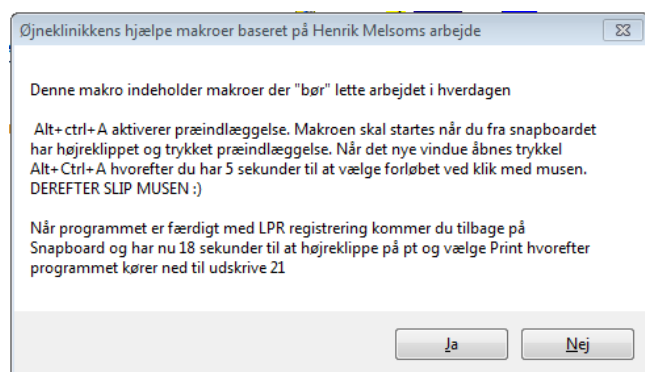 Øjneklinikkens hjælpe makroer baseret på Henrik Melsoms arbejde
Denne makro indeholder makroer der "bør" lette arbejdet i hverdagen
Alt+ctrl+A aktiverer præindlæggelse. Makroen skal startes når du fra snapboardet
har højreklippet og trykket præindlæggelse. Når det nye vindue åbnes trykkel
Alt+Ctrl+A hvorefter du har 5 sekunder til at vælge forløbet ved klik med musen.
DEREFTER SLIP MUSEN :)
Når programmet er færdigt med LPR registrering kommer du tilbage på
Snapboard og har nu 18 sekunder til at højreklippe på pt og vælge Print hvorefter
programmet kører ned til udskrive 21
Ja
Nej